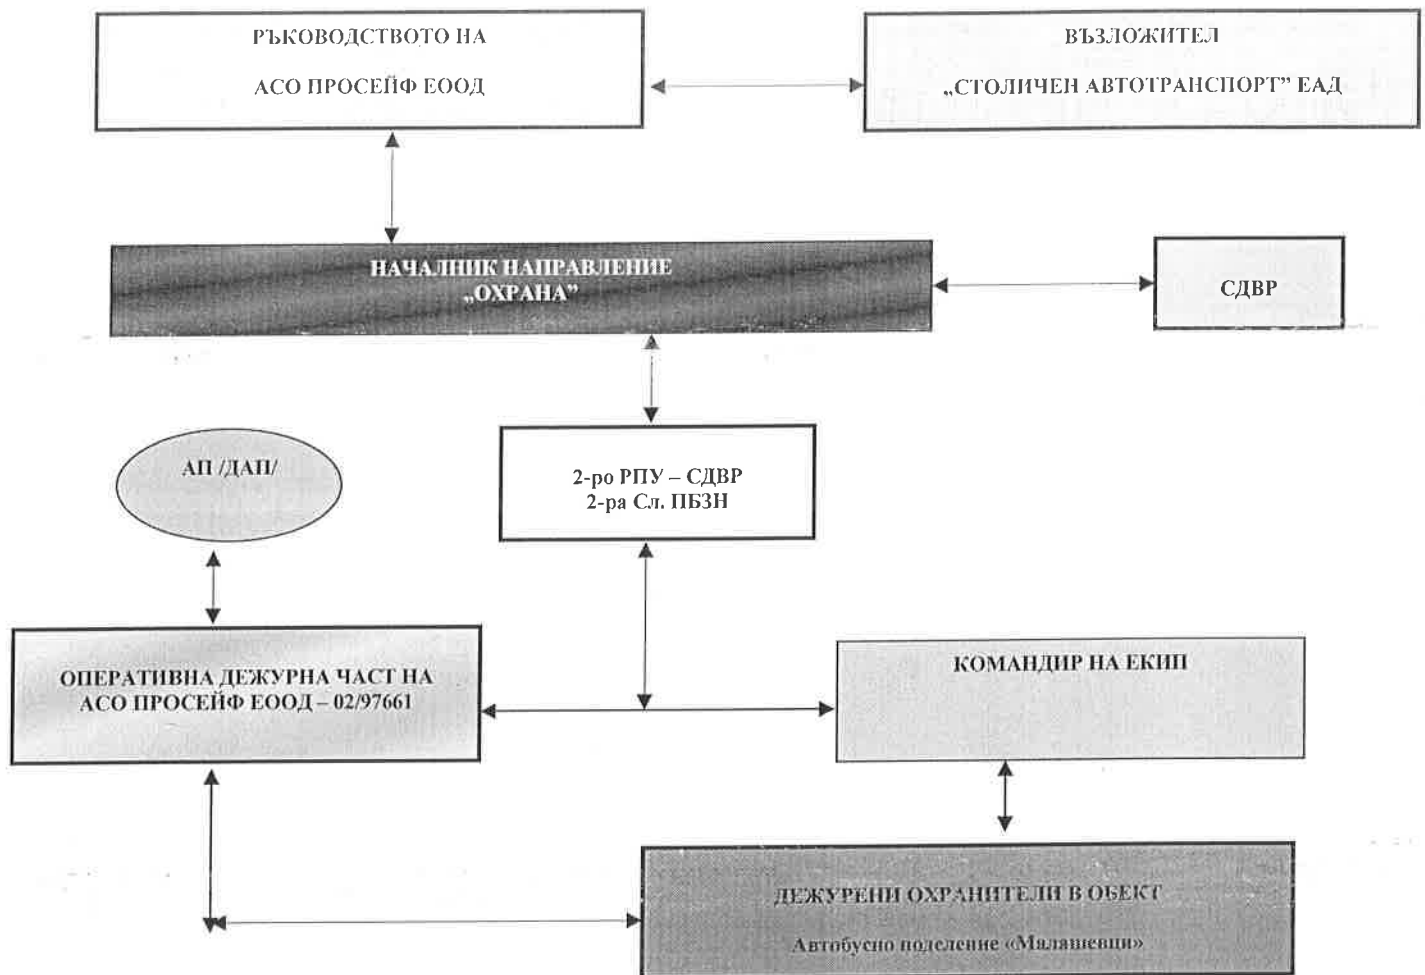 РЪКОВОДСТВОТО НА
АСО ПРОСЕЙФ ЕООД
ВЪЗЛОЖИТЕЛ
„СТОЛИЧЕН АВТОТРАНСПОРТ” ЕАД
НАЧАЛНИК НАПРАВЛЕНИЕ
„ОХРАНА”
СДВР
АП /ДАП/
2-ро РПУ – СДВР
2-ра Сл. ПБЗН
ОПЕРАТИВНА ДЕЖУРНА ЧАСТ НА
АСО ПРОСЕЙФ ЕООД – 02/97661
КОМАНДИР НА ЕКИП
ДЕЖУРЕНИ ОХРАНИТЕЛИ В ОБЕКТ
Автобусно поделение «Малашевци»